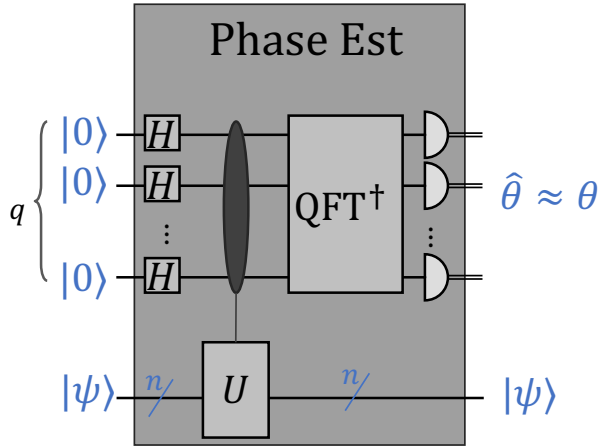 Phase Est
|0⟩ H
|0⟩ H
q
⋮
|0⟩ H
QFT†
⋮
θ̂ ≈ θ
|ψ⟩ n U n |ψ⟩